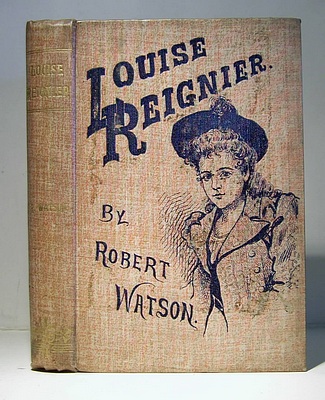 LOUISE
REIGNIER.
BY
ROBERT
WATSON.
LOUISE
REIGNIER